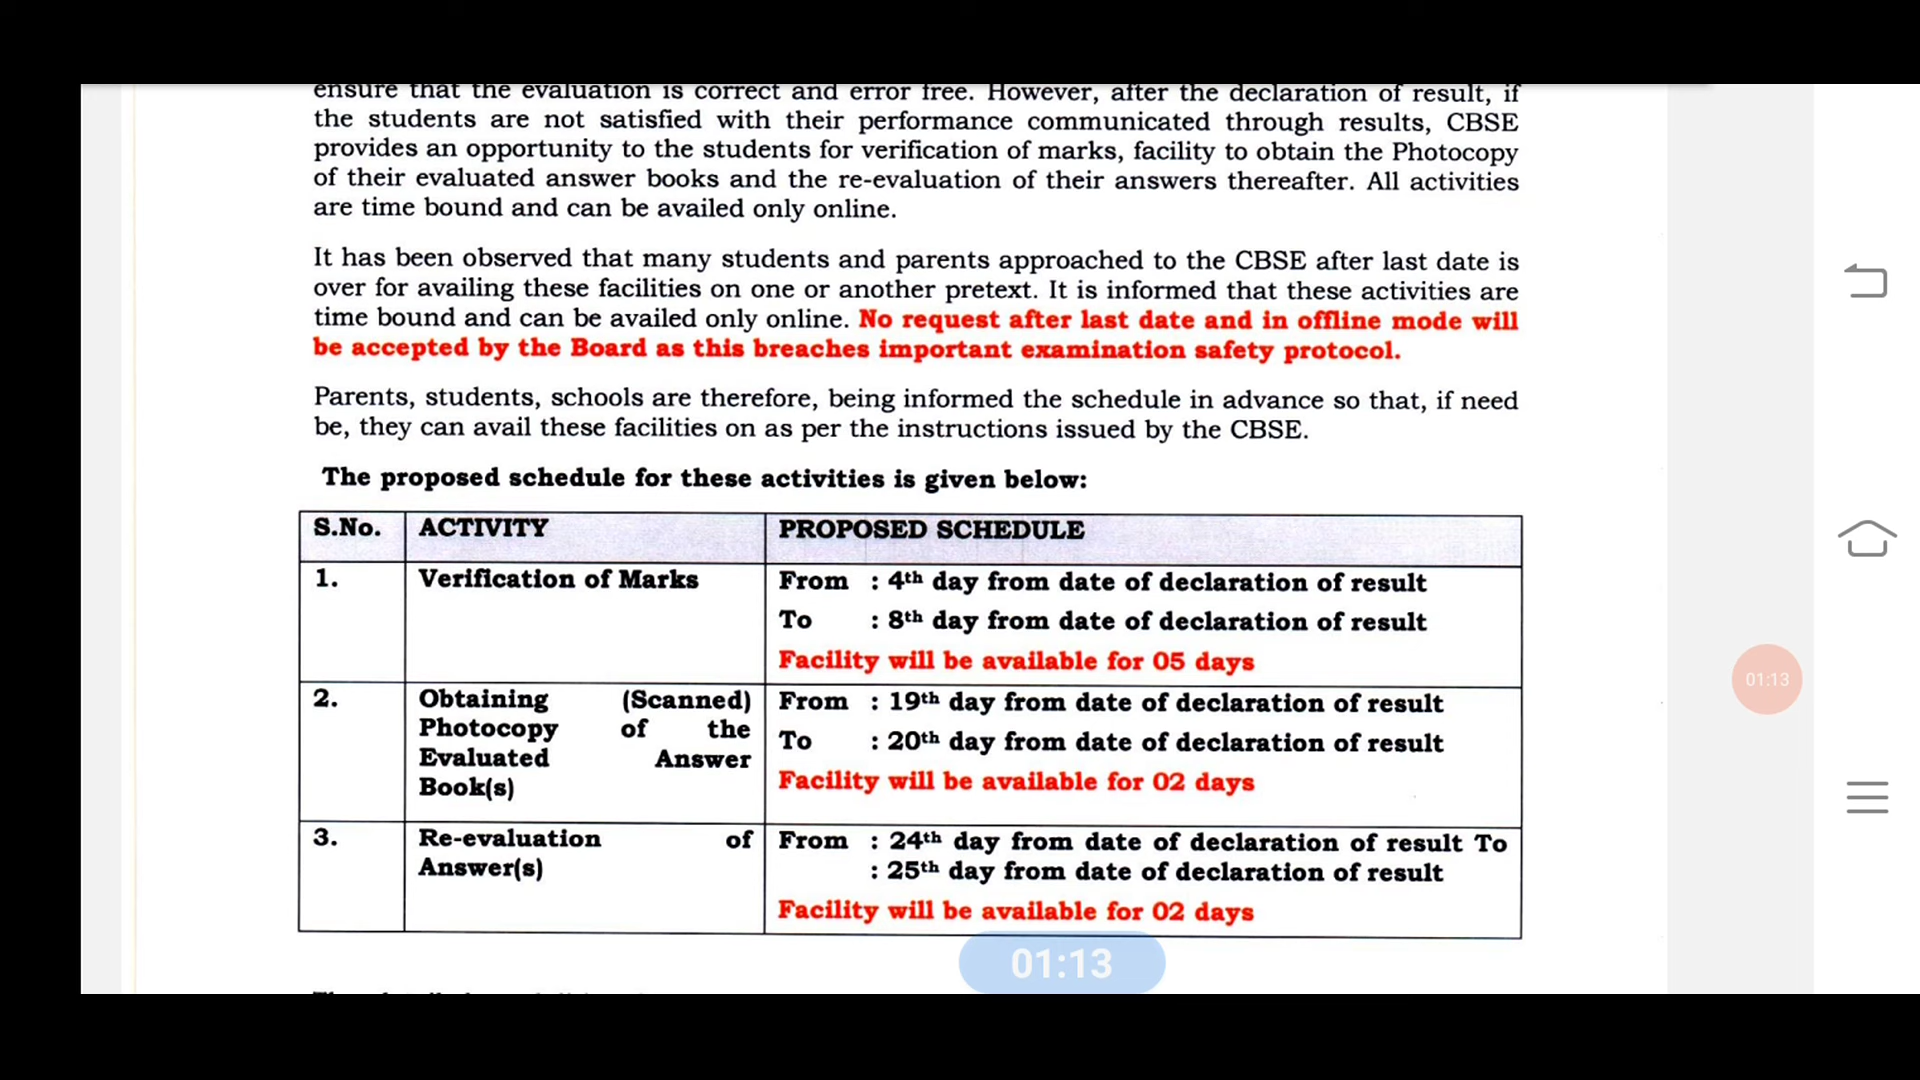 ensure that the evaluation is correct and error free. However, after the declaration of result, if
the students are not satisfied with their performance communicated through results, CBSE
provides an opportunity to the students for verification of marks, facility to obtain the Photocopy
of their evaluated answer books and the re-evaluation of their answers thereafter. All activities
are time bound and can be availed only online.
It has been observed that many students and parents approached to the CBSE after last date is
over for availing these facilities on one or another pretext. It is informed that these activities are
time bound and can be availed only online. No request after last date and in offline mode will
be accepted by the Board as this breaches important examination safety protocol.
Parents, students, schools are therefore, being informed the schedule in advance so that, if need
be, they can avail these facilities on as per the instructions issued by the CBSE.
The proposed schedule for these activities is given below:
S.No. ACTIVITY PROPOSED SCHEDULE
1. Verification of Marks From : 4th day from date of declaration of result
To : 8th day from date of declaration of result
Facility will be available for 05 days
2. Obtaining (Scanned) From : 19th day from date of declaration of result
Photocopy of the
To : 20th day from date of declaration of result
Evaluated Answer
Book(s) Facility will be available for 02 days
3. Re-evaluation of From : 24th day from date of declaration of result To
Answer(s) : 25th day from date of declaration of result
Facility will be available for 02 days
01:13
01:13